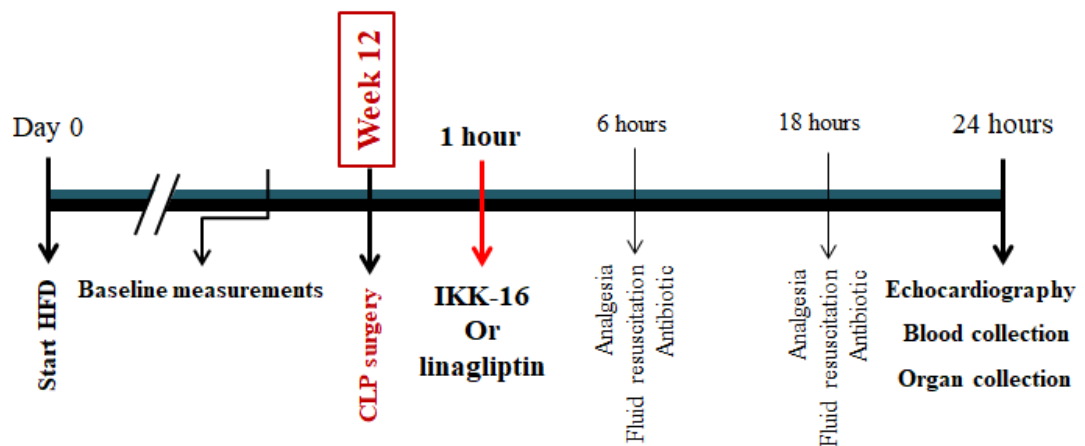 Day 0
Week 12
1 hour
6 hours
18 hours
24 hours
Start HFD
Baseline measurements
CLP surgery
IKK-16
Or
linagliptin
Analgesia
Fluid resuscitation
Antibiotic
Analgesia
Fluid resuscitation
Antibiotic
Echocardiography
Blood collection
Organ collection